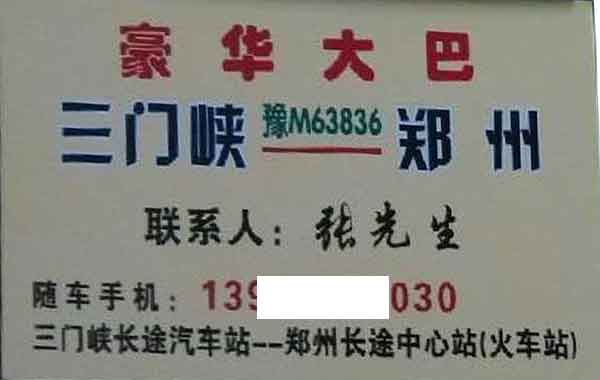 豪华大巴
三门峡 豫M63836 郑州
联系人：张先生
随车手机：139 030
三门峡长途汽车站--郑州长途中心站(火车站)